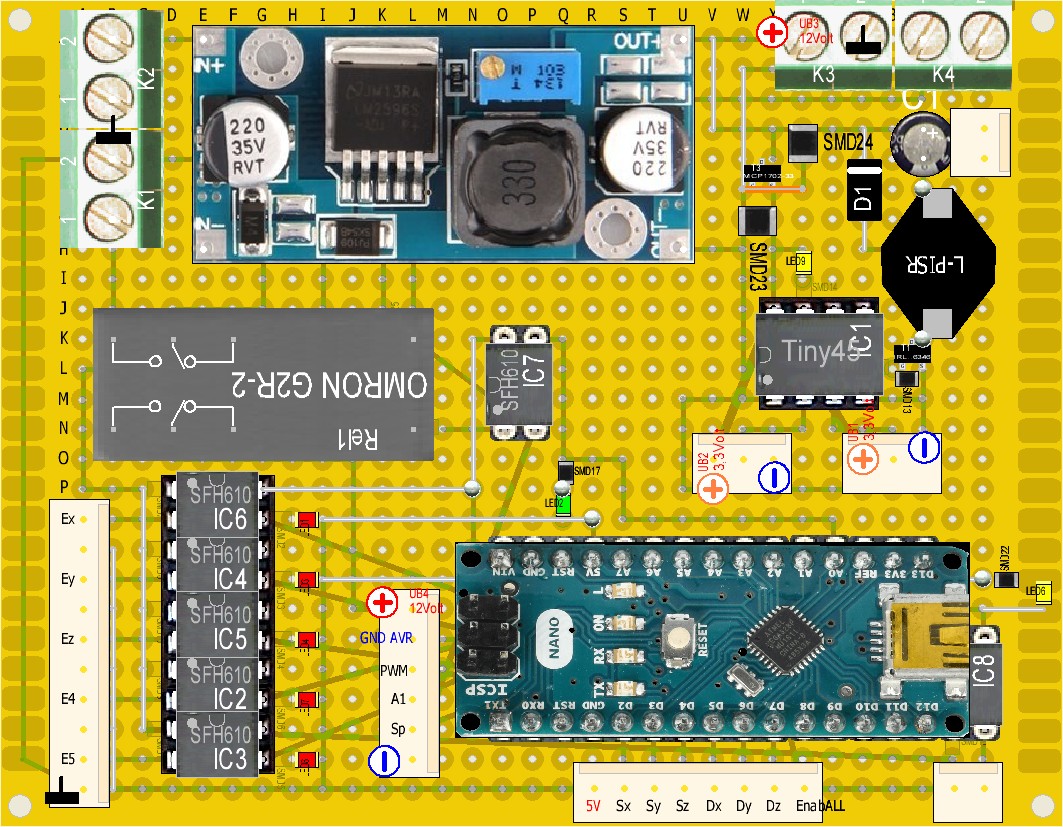 D E F G H I J K L M N O P Q R S T U V W
UB3
12Volt
K3
K4
2
1
K2
2
1
K1
IN+
IN-
OUT+
OUT-
220
35V
RVT
LM2596S
330
220
35V
RVT
C1
SMD24
MCP1702-33
D1
SMD23
LED9
SMD14
L-PISR
I
J
K
L
M
N
O
P
OMRON G2R-2
Rel1
SFH610
IC7
Tiny45
IC1
IRL 6346
SMD13
UB2
3,3Volt
UB1
3,3Volt
SMD17
LED2
SFH610
IC6
SFH610
IC4
SFH610
IC5
SFH610
IC2
SFH610
IC3
Ex
Ey
Ez
E4
E5
UB4
12Volt
GND AVR
PWM
A1
Sp
VIN GND RST 5V A7 A6 A5 A4 A3 A2 A1 A0 REF 3V3 D13
NANO
ICSP
L
ON
RX
TX
RESET
TX1 RX0 RST GND D2 D3 D4 D5 D6 D7 D8 D9 D10 D11 D12
SMD22
LED6
IC8
5V Sx Sy Sz Dx Dy Dz EnabALL